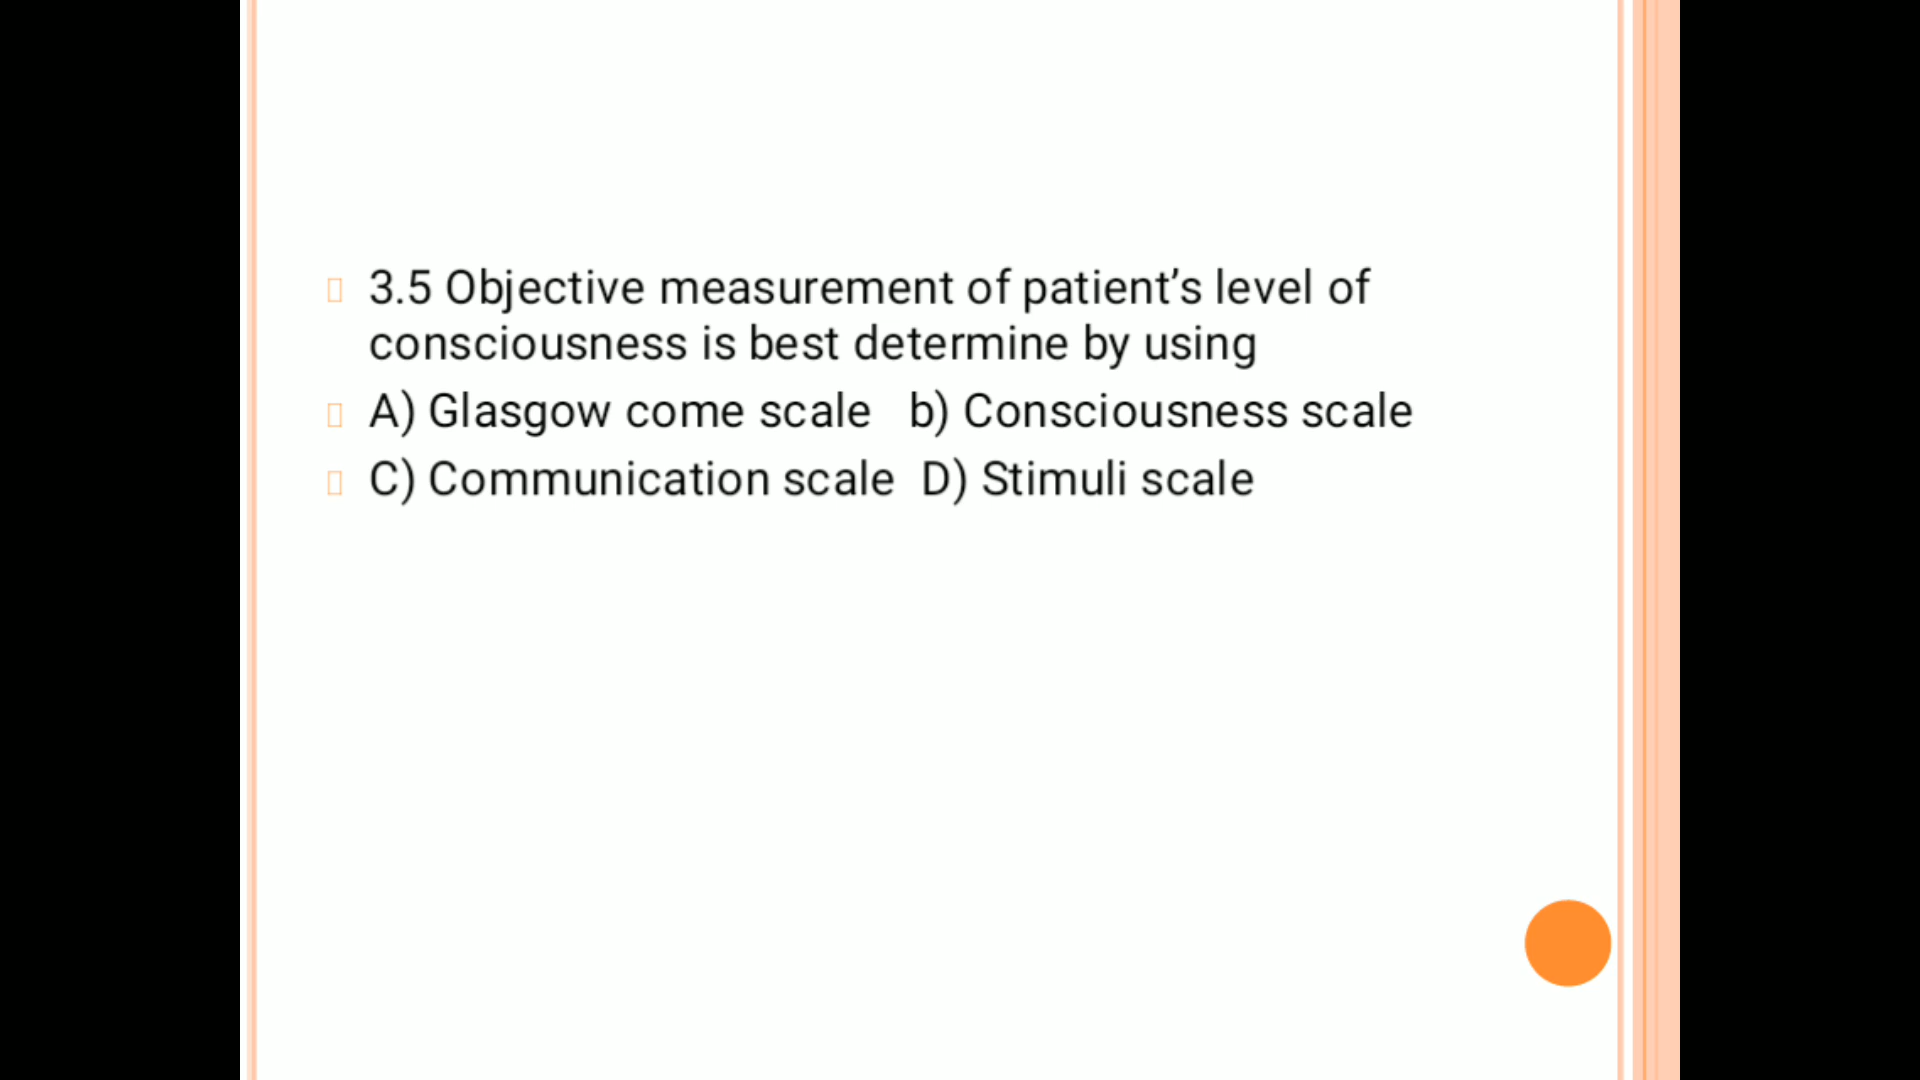 3.5 Objective measurement of patient’s level of
consciousness is best determine by using
A) Glasgow come scale b) Consciousness scale
C) Communication scale D) Stimuli scale